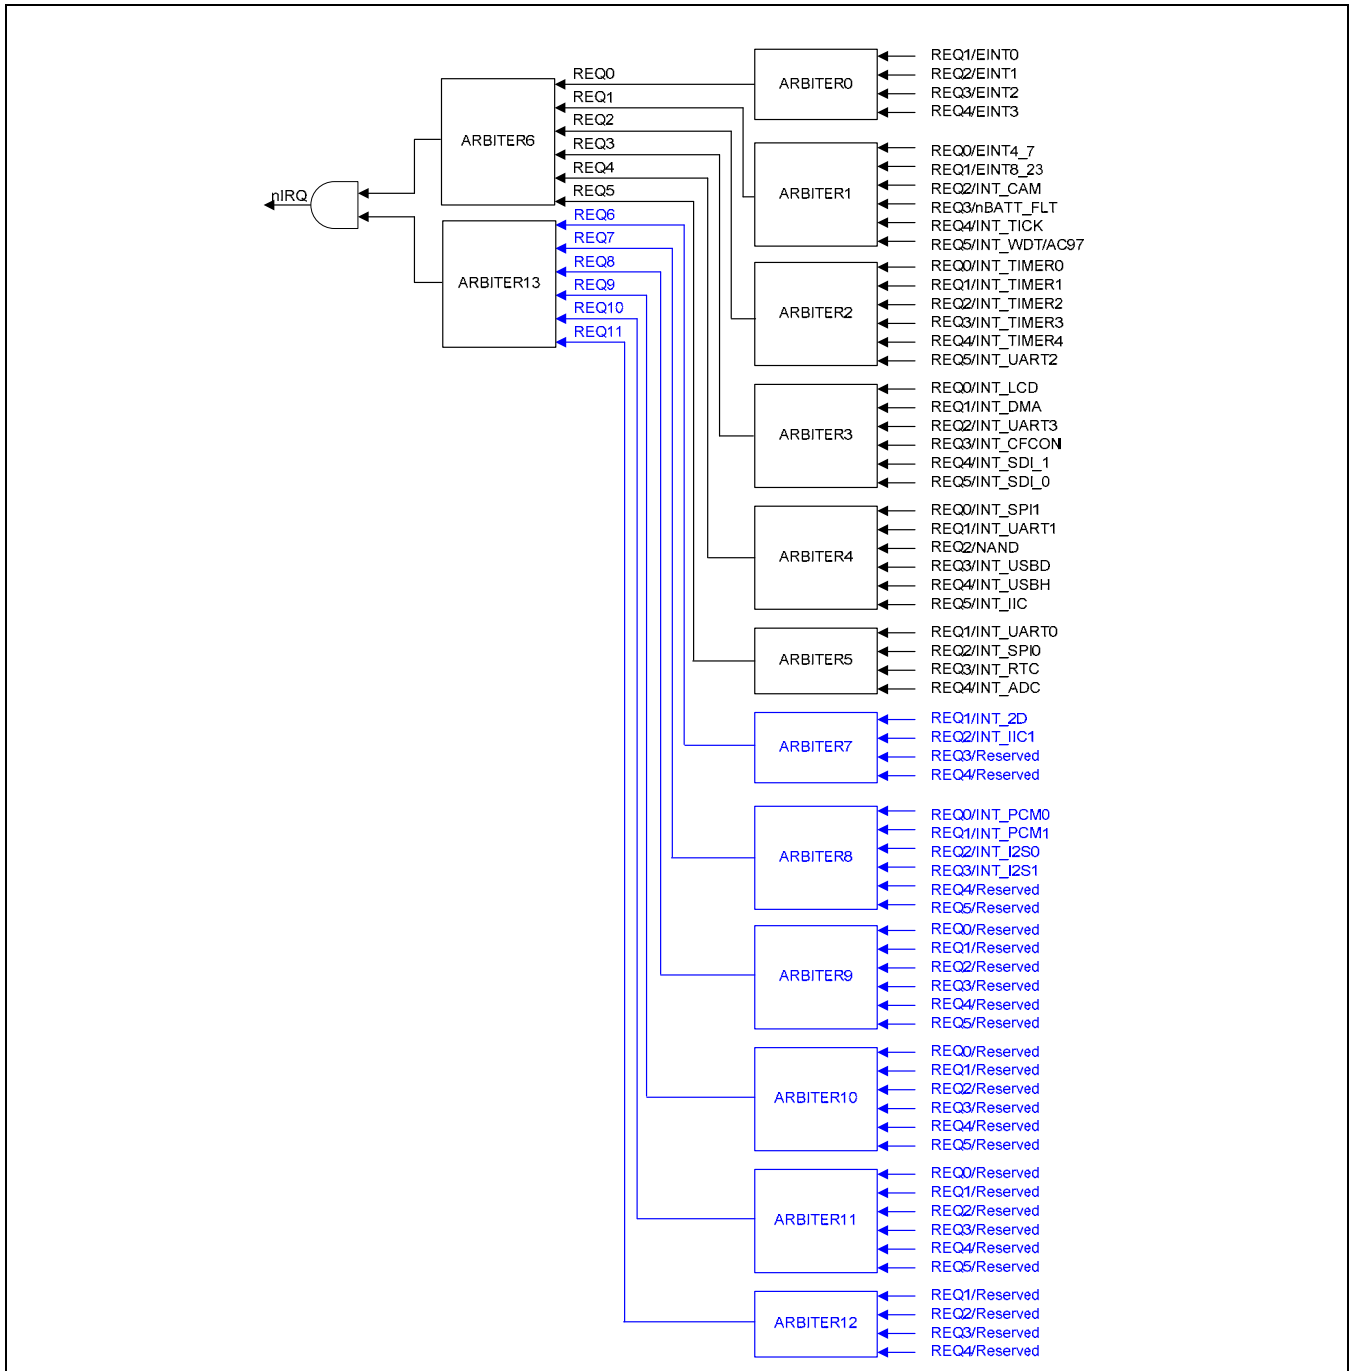 nIRQ
ARBITER6
ARBITER13
REQ0
REQ1
REQ2
REQ3
REQ4
REQ5
REQ6
REQ7
REQ8
REQ9
REQ10
REQ11
ARBITER0
REQ1/EINT0
REQ2/EINT1
REQ3/EINT2
REQ4/EINT3
ARBITER1
REQ0/EINT4_7
REQ1/EINT8_23
REQ2/INT_CAM
REQ3/nBATT_FLT
REQ4/INT_TICK
REQ5/INT_WDT/AC97
ARBITER2
REQ0/INT_TIMER0
REQ1/INT_TIMER1
REQ2/INT_TIMER2
REQ3/INT_TIMER3
REQ4/INT_TIMER4
REQ5/INT_UART2
ARBITER3
REQ0/INT_LCD
REQ1/INT_DMA
REQ2/INT_UART3
REQ3/INT_CFCON
REQ4/INT_SDI_1
REQ5/INT_SDI_0
ARBITER4
REQ0/INT_SPI1
REQ1/INT_UART1
REQ2/NAND
REQ3/INT_USBD
REQ4/INT_USBH
REQ5/INT_IIC
ARBITER5
REQ1/INT_UART0
REQ2/INT_SPI0
REQ3/INT_RTC
REQ4/INT_ADC
ARBITER7
REQ1/INT_2D
REQ2/INT_IIC1
REQ3/Reserved
REQ4/Reserved
ARBITER8
REQ0/INT_PCM0
REQ1/INT_PCM1
REQ2/INT_I2S0
REQ3/INT_I2S1
REQ4/Reserved
REQ5/Reserved
ARBITER9
REQ0/Reserved
REQ1/Reserved
REQ2/Reserved
REQ3/Reserved
REQ4/Reserved
REQ5/Reserved
ARBITER10
REQ0/Reserved
REQ1/Reserved
REQ2/Reserved
REQ3/Reserved
REQ4/Reserved
REQ5/Reserved
ARBITER11
REQ0/Reserved
REQ1/Reserved
REQ2/Reserved
REQ3/Reserved
REQ4/Reserved
REQ5/Reserved
ARBITER12
REQ1/Reserved
REQ2/Reserved
REQ3/Reserved
REQ4/Reserved